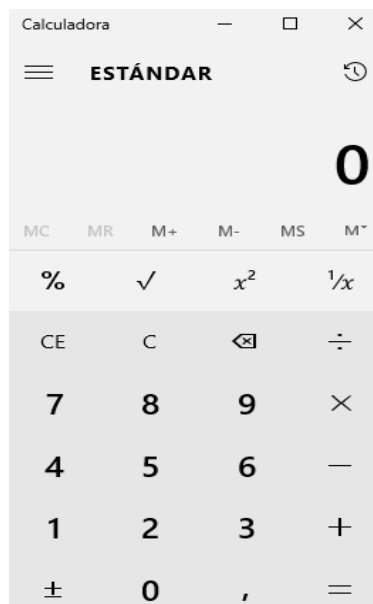 Calculadora
ESTÁNDAR
0
MC MR M+ M- MS M˅
% √ x² ¹/x
CE C ⌫ ÷
7 8 9 ×
4 5 6 −
1 2 3 +
± 0 , =